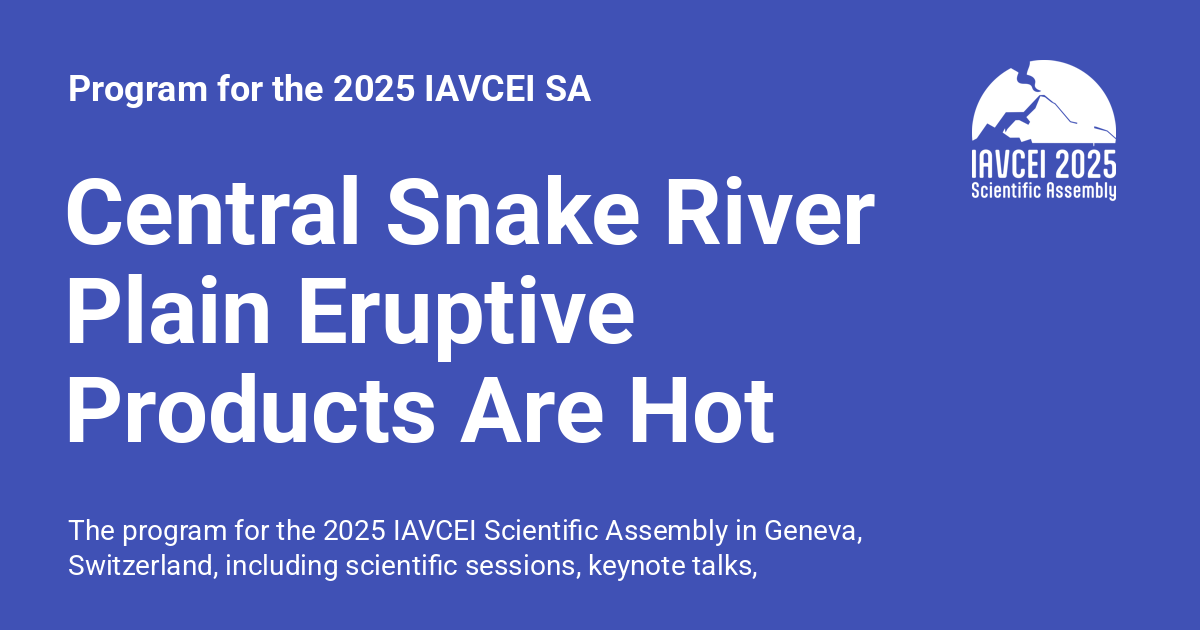 Program for the 2025 IAVCEI SA
IAVCEI 2025
Scientific Assembly
Central Snake River
Plain Eruptive
Products Are Hot
The program for the 2025 IAVCEI Scientific Assembly in Geneva,
Switzerland, including scientific sessions, keynote talks,